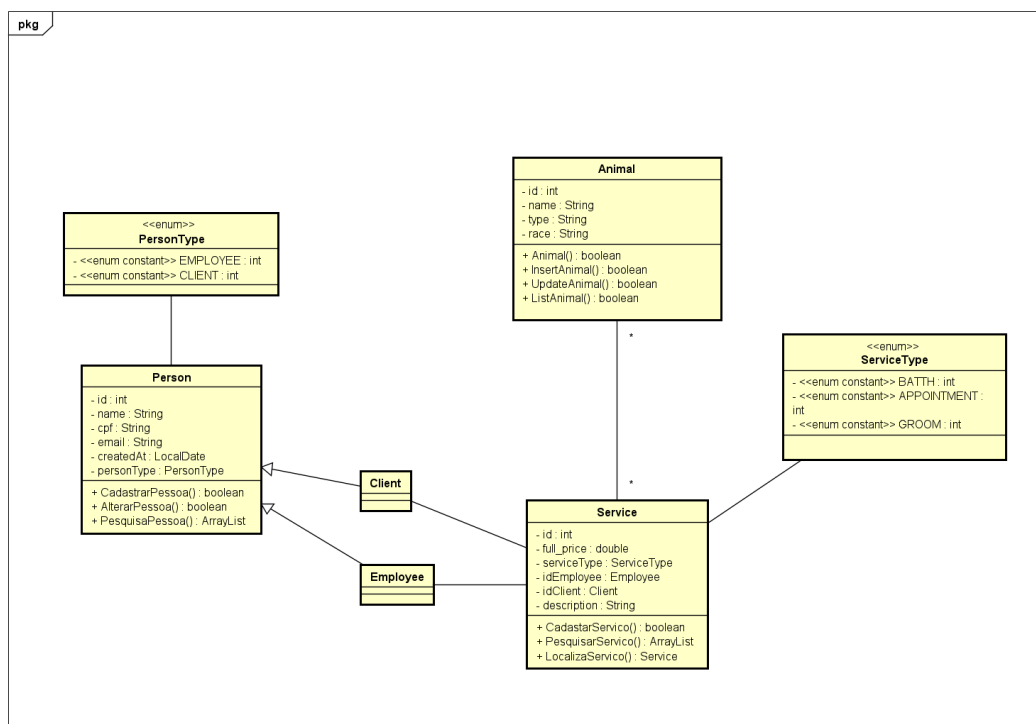 pkg
Animal
- id : int
- name : String
- type : String
- race : String
+ Animal() : boolean
+ InsertAnimal() : boolean
+ UpdateAnimal() : boolean
+ ListAnimal() : boolean
<<enum>>
PersonType
- <<enum constant>> EMPLOYEE : int
- <<enum constant>> CLIENT : int
*
<<enum>>
ServiceType
- <<enum constant>> BATTH : int
- <<enum constant>> APPOINTMENT :
int
- <<enum constant>> GROOM : int
Person
- id : int
- name : String
- cpf : String
- email : String
- createdAt : LocalDate
- personType : PersonType
+ CadastrarPessoa() : boolean
+ AlterarPessoa() : boolean
+ PesquisaPessoa() : ArrayList
Client
*
Employee
Service
- id : int
- full_price : double
- serviceType : ServiceType
- idEmployee : Employee
- idClient : Client
- description : String
+ CadastarServico() : boolean
+ PesquisarServico() : ArrayList
+ LocalizaServico() : Service